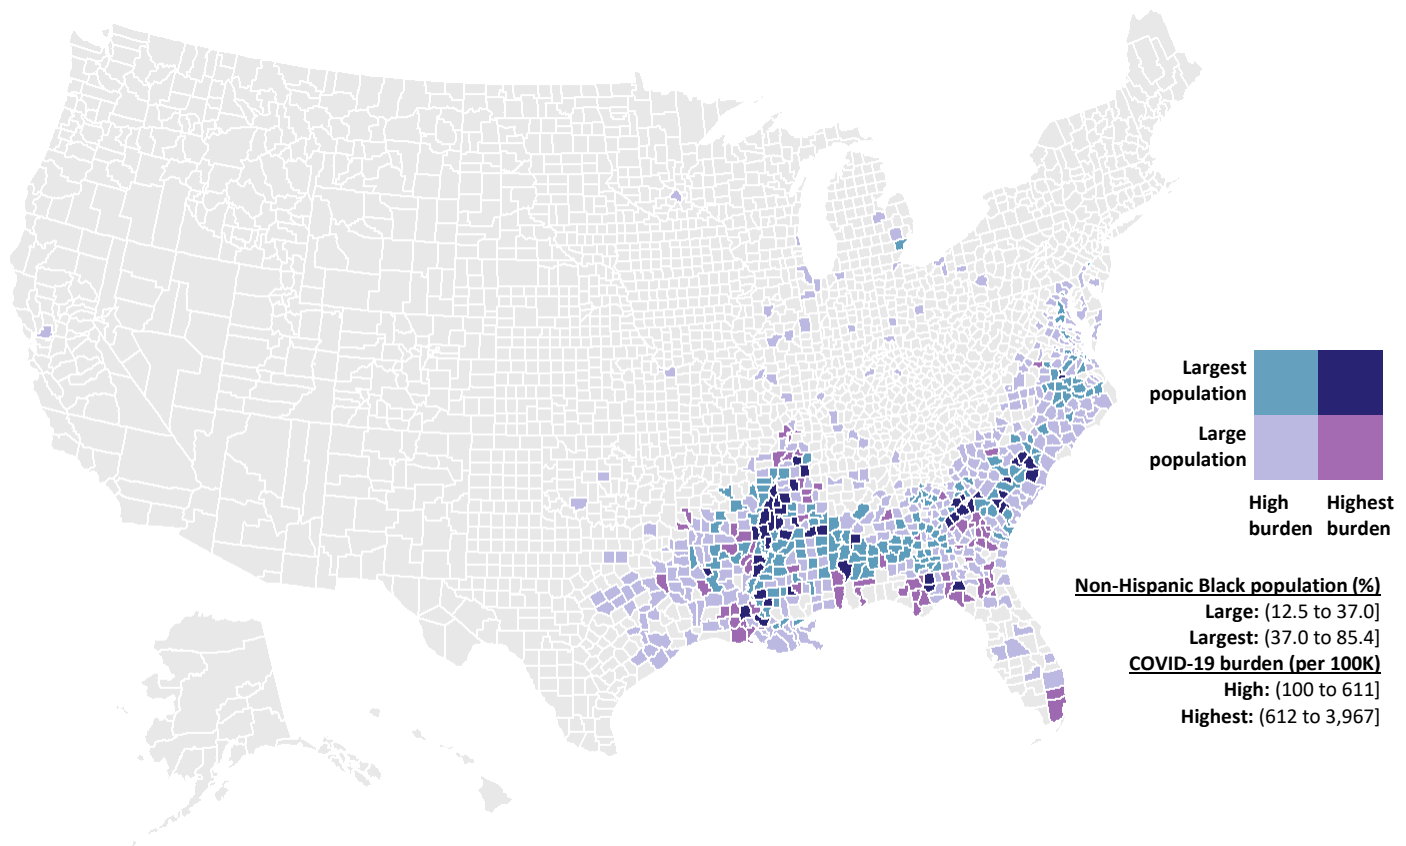 Largest
population
Large
population
High
burden
Highest
burden
Non-Hispanic Black population (%)
Large: (12.5 to 37.0]
Largest: (37.0 to 85.4]
COVID-19 burden (per 100K)
High: (100 to 611]
Highest: (612 to 3,967]